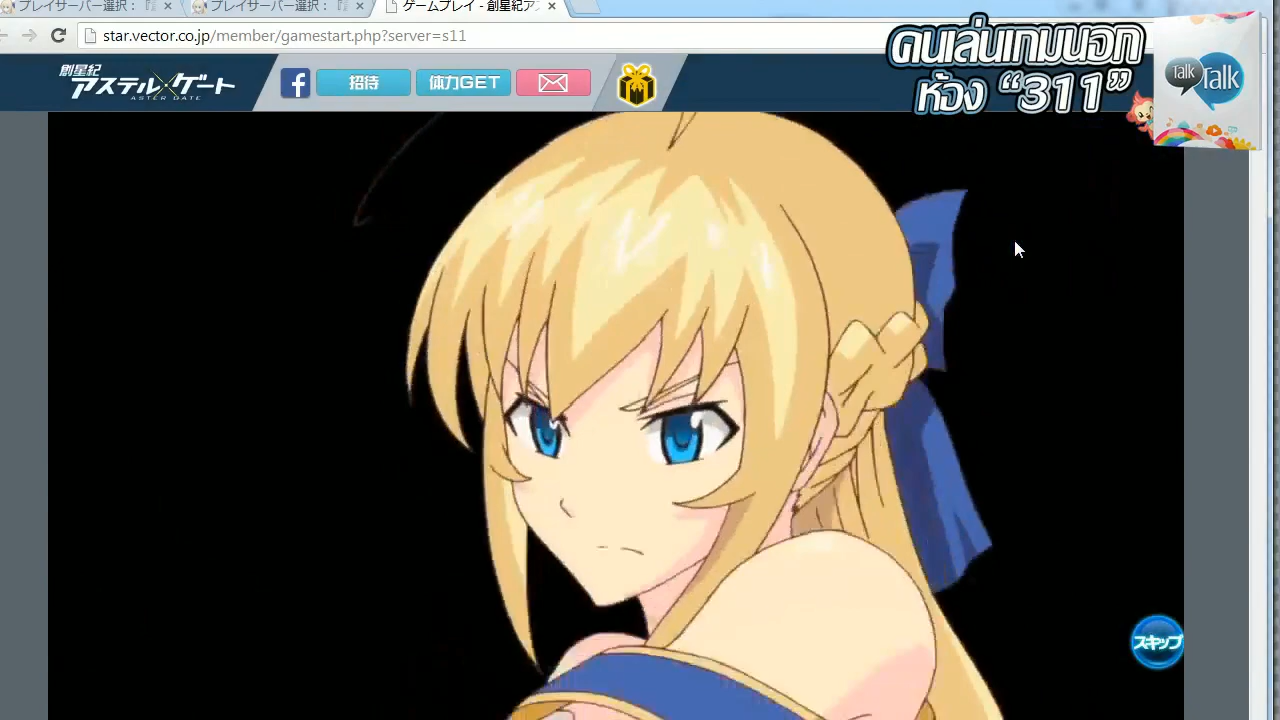 プレイサーバー選択：『
プレイサーバー選択：『
ゲームプレイ - 創星紀ア
star.vector.co.jp/member/gamestart.php?server=s11
創星紀
アステル×ゲート
ASTER GATE
招待
体力GET
คนเล่นเกมนอก
ห้อง “311”
Talk
Talk
スキップ